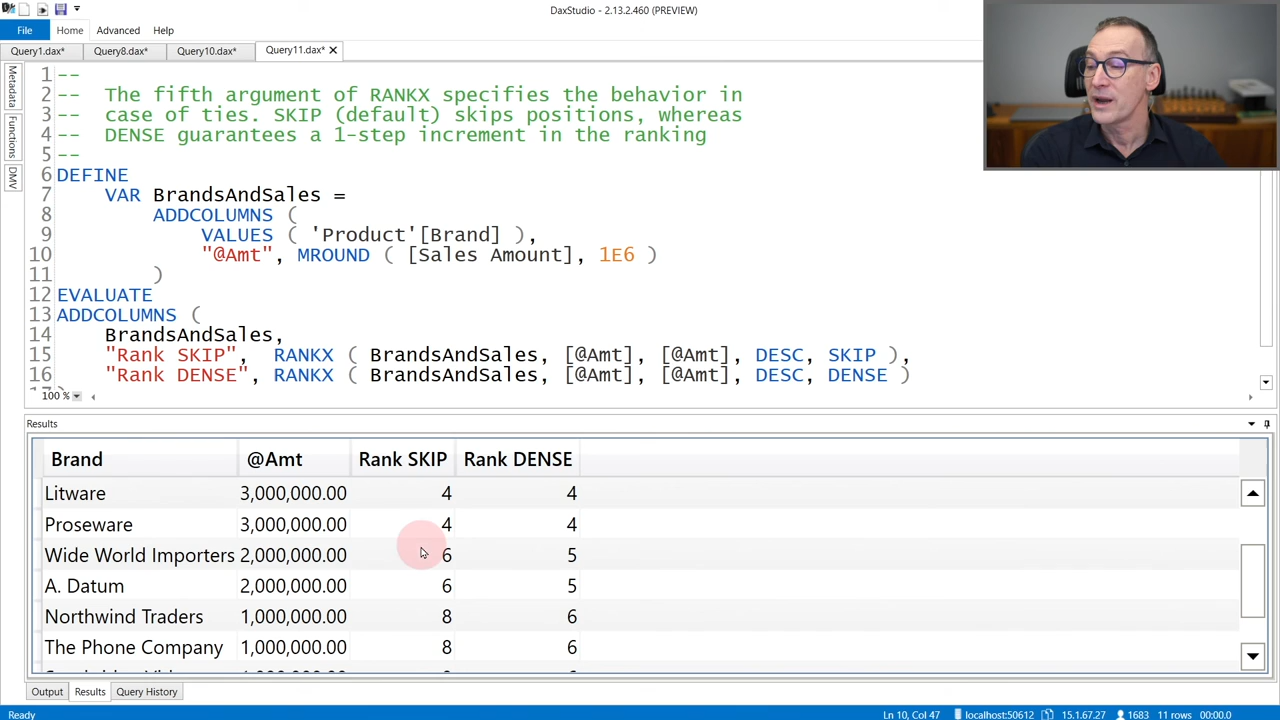 DaxStudio - 2.13.2.460 (PREVIEW)
File Home Advanced Help
Query1.dax* Query8.dax* Query10.dax* Query11.dax*
Metadata
Functions
DMV
1 --
2 -- The fifth argument of RANKX specifies the behavior in
3 -- case of ties. SKIP (default) skips positions, whereas
4 -- DENSE guarantees a 1-step increment in the ranking
5 --
6 DEFINE
7 VAR BrandsAndSales =
8 ADDCOLUMNS (
9 VALUES ( 'Product'[Brand] ),
10 "@Amt", MROUND ( [Sales Amount], 1E6 )
11 )
12 EVALUATE
13 ADDCOLUMNS (
14 BrandsAndSales,
15 "Rank SKIP", RANKX ( BrandsAndSales, [@Amt], [@Amt], DESC, SKIP ),
16 "Rank DENSE", RANKX ( BrandsAndSales, [@Amt], [@Amt], DESC, DENSE )
100 %
Results
Brand @Amt Rank SKIP Rank DENSE
Litware 3,000,000.00 4 4
Proseware 3,000,000.00 4 4
Wide World Importers 2,000,000.00 6 5
A. Datum 2,000,000.00 6 5
Northwind Traders 1,000,000.00 8 6
The Phone Company 1,000,000.00 8 6
Output Results Query History
Ready Ln 10, Col 47 localhost:50612 15.1.67.27 1683 11 rows 00:00.0